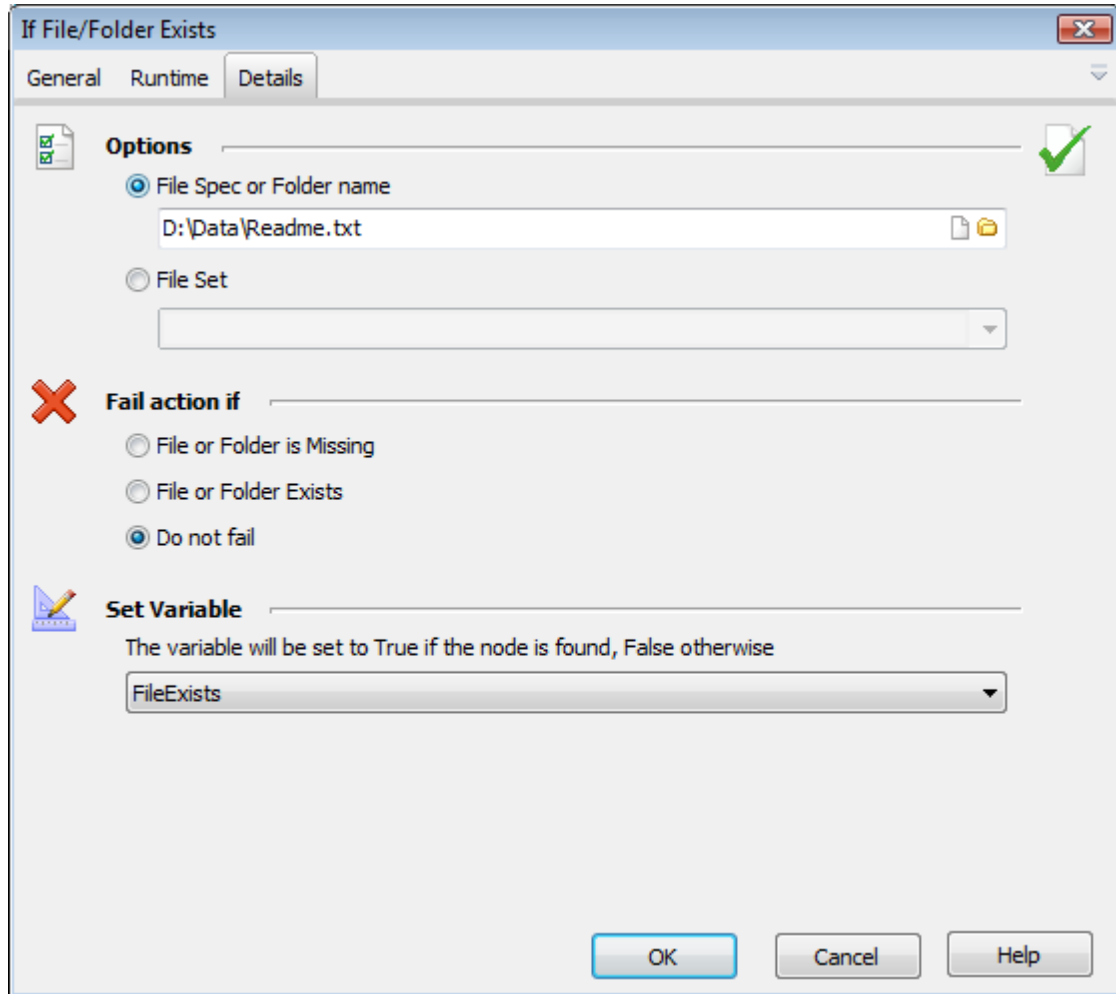 If File/Folder Exists
General Runtime Details
Options
File Spec or Folder name
D:\Data\Readme.txt
File Set
Fail action if
File or Folder is Missing
File or Folder Exists
Do not fail
Set Variable
The variable will be set to True if the node is found, False otherwise
FileExists
OK Cancel Help